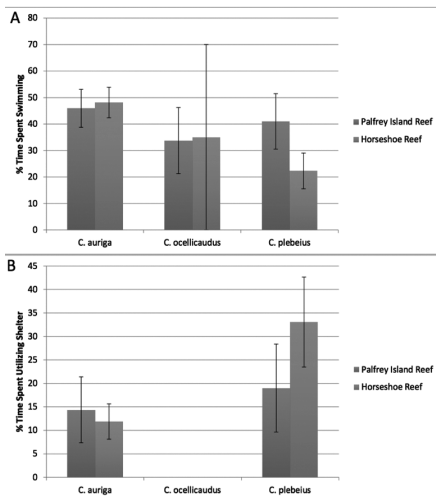 A
% Time Spent Swimming
80
70
60
50
40
30
20
10
0
C. auriga C. ocellicaudus C. plebeius
Palfrey Island Reef
Horseshoe Reef
B
% Time Spent Utilizing Shelter
45
40
35
30
25
20
15
10
5
0
C. auriga C. ocellicaudus C. plebeius
Palfrey Island Reef
Horseshoe Reef